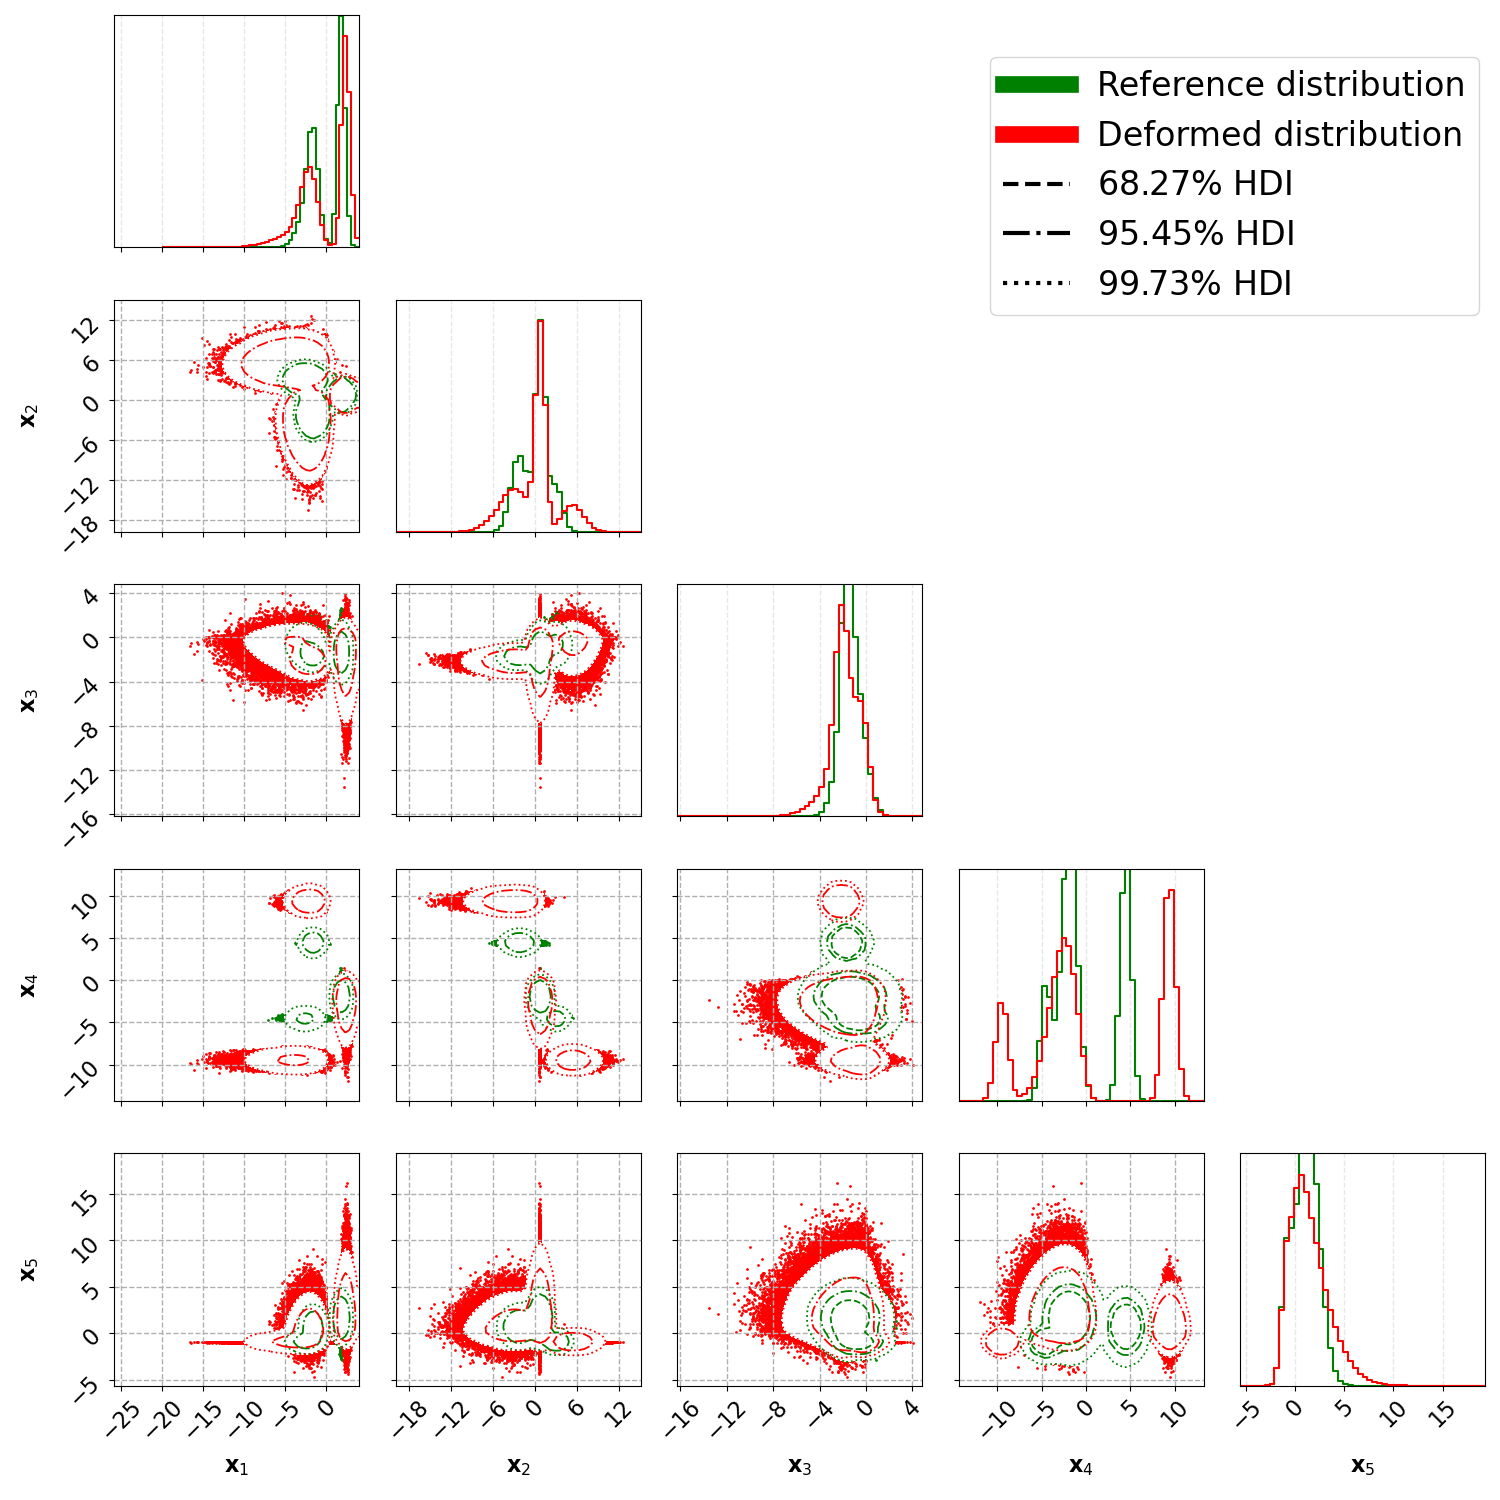 Reference distribution
Deformed distribution
68.27% HDI
95.45% HDI
99.73% HDI
x₂
12
6
0
−6
−12
−18
x₃
4
0
−4
−8
−12
−16
x₄
10
5
0
−5
−10
x₅
15
10
5
0
−5
−25 −20 −15 −10 −5 0
−18 −12 −6 0 6 12
−16 −12 −8 −4 0 4
−10 −5 0 5 10
−5 0 5 10 15
x₁ x₂ x₃ x₄ x₅